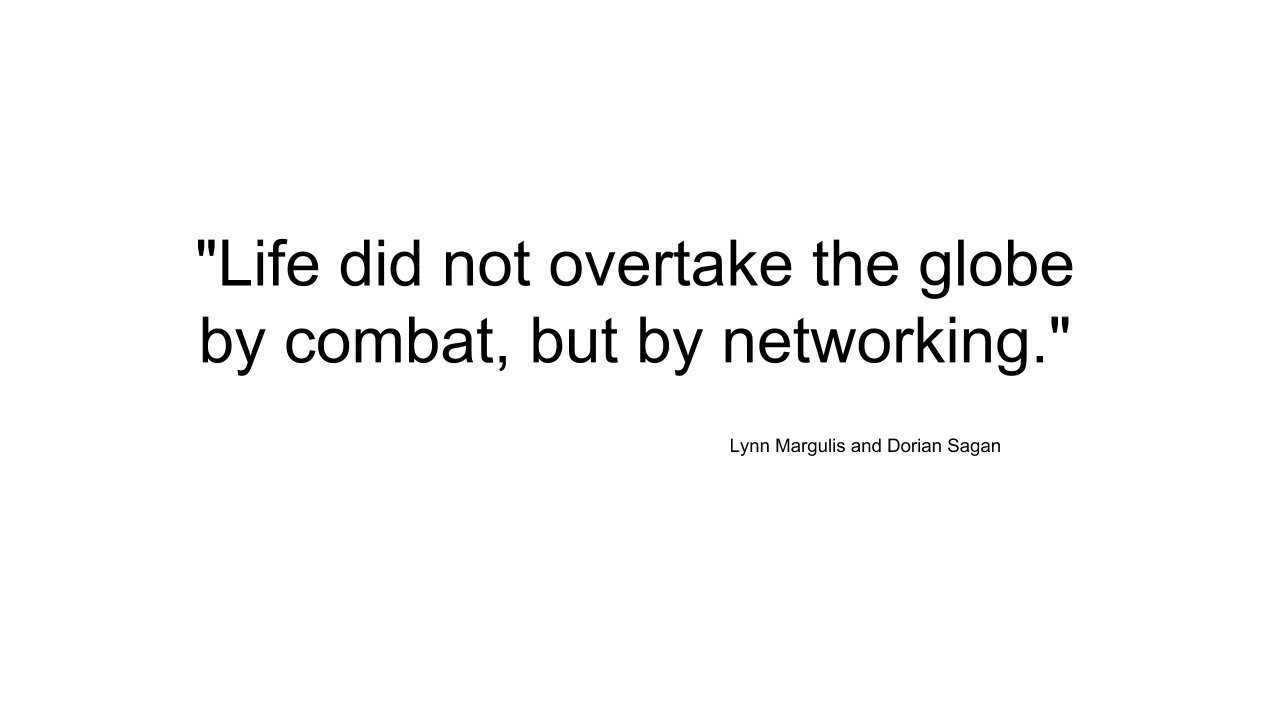 "Life did not overtake the globe
by combat, but by networking."
Lynn Margulis and Dorian Sagan